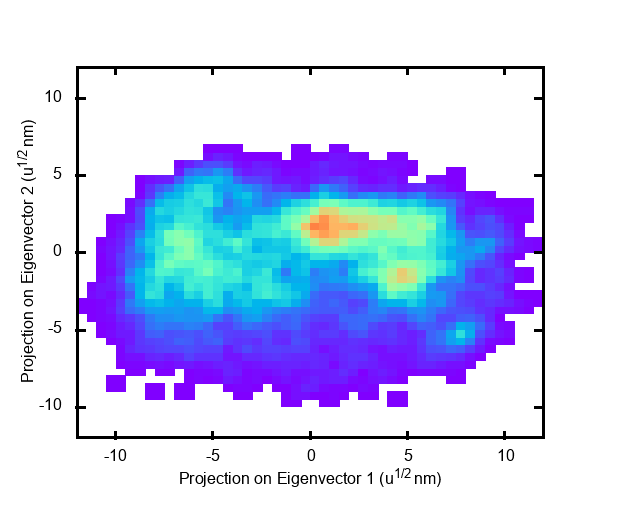 10
5
0
-5
-10
-10 -5 0 5 10
Projection on Eigenvector 1 (u1/2 nm)
Projection on Eigenvector 2 (u1/2 nm)